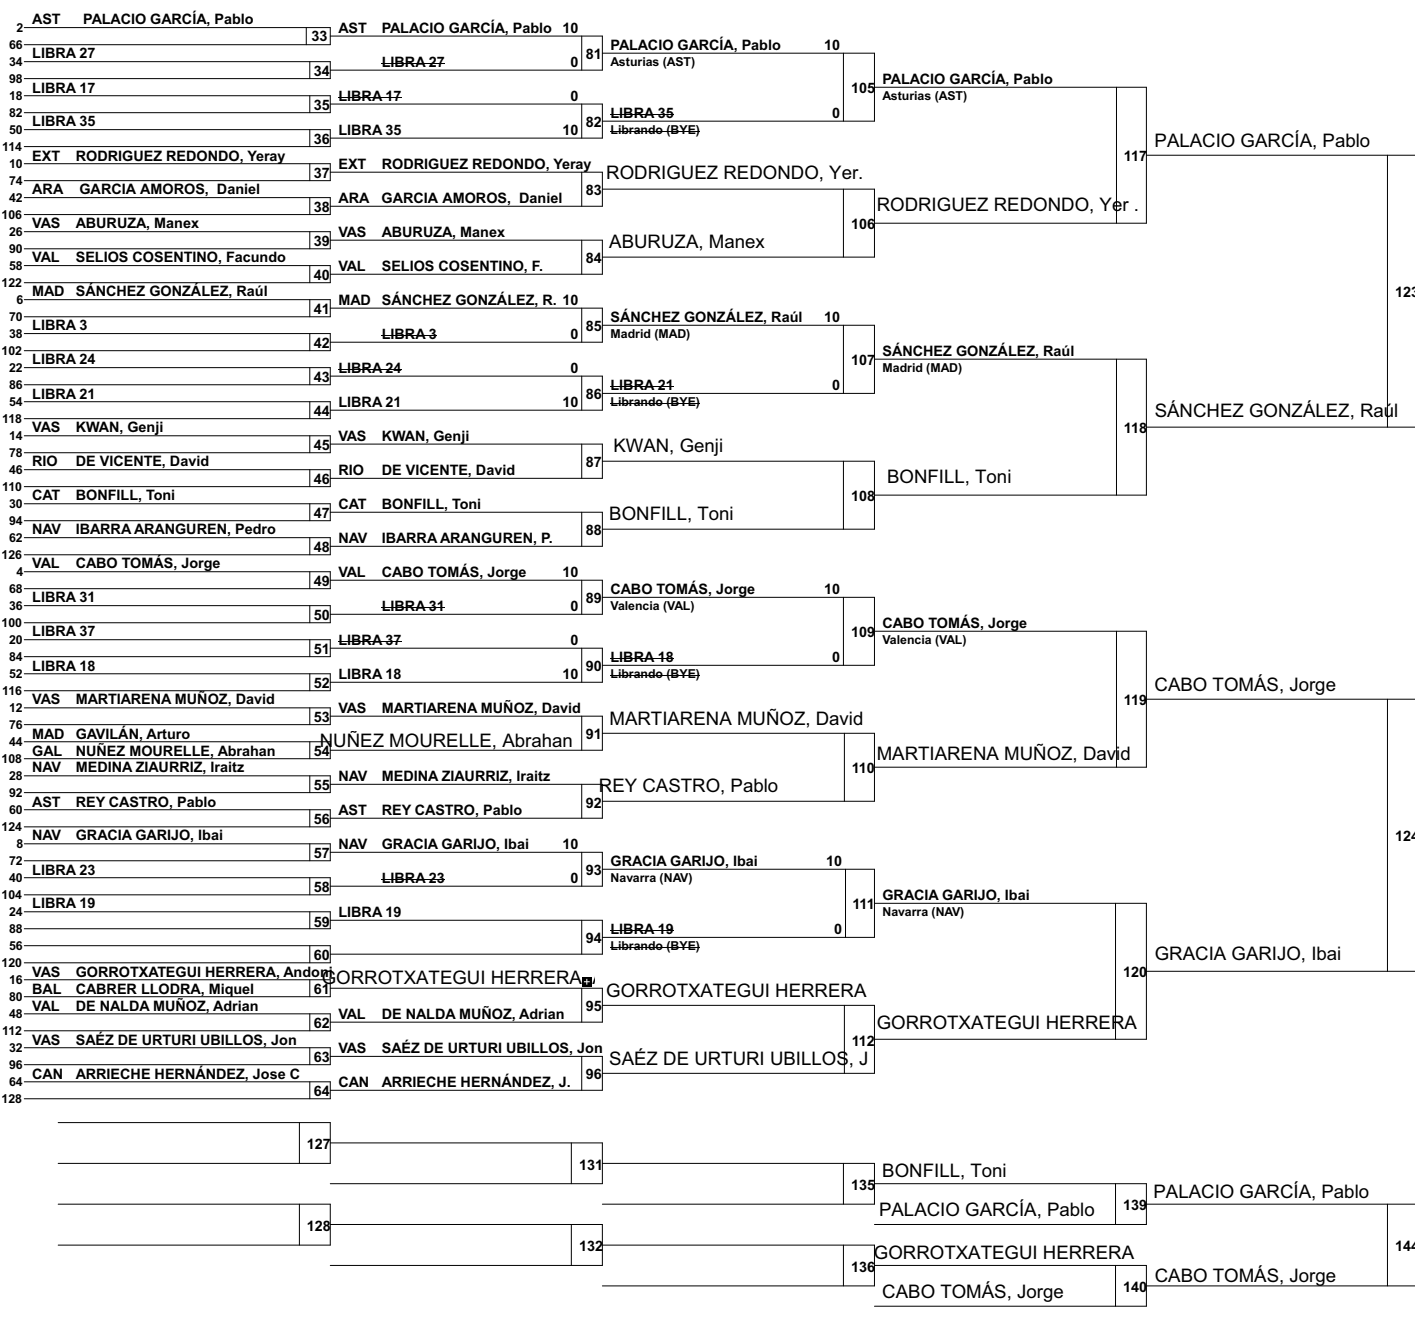 AST PALACIO GARCÍA, Pablo
2
33
66
LIBRA 27
34
34
98
LIBRA 17
18
35
82
LIBRA 35
50
36
114
EXT RODRIGUEZ REDONDO, Yeray
10
37
74
ARA GARCIA AMOROS, Daniel
42
38
106
VAS ABURUZA, Manex
26
39
90
VAL SELIOS COSENTINO, Facundo
58
40
122
MAD SÁNCHEZ GONZÁLEZ, Raúl
6
41
70
LIBRA 3
38
42
102
LIBRA 24
22
43
86
LIBRA 21
54
44
118
VAS KWAN, Genji
14
45
78
RIO DE VICENTE, David
46
46
110
CAT BONFILL, Toni
30
47
94
NAV IBARRA ARANGUREN, Pedro
62
48
126
VAL CABO TOMÁS, Jorge
4
49
68
LIBRA 31
36
50
100
LIBRA 37
20
51
84
LIBRA 18
52
52
116
VAS MARTIARENA MUÑOZ, David
12
53
76
MAD GAVILÁN, Arturo
44
GAL NUÑEZ MOURELLE, Abrahan
54
108
NAV MEDINA ZIAURRIZ, Iraitz
28
55
92
AST REY CASTRO, Pablo
60
56
124
NAV GRACIA GARIJO, Ibai
8
57
72
LIBRA 23
40
58
104
LIBRA 19
24
59
88
56
60
120
VAS GORROTXATEGUI HERRERA, Andoni
16
BAL CABRER LLODRA, Miquel
61
80
VAL DE NALDA MUÑOZ, Adrian
48
62
112
VAS SAÉZ DE URTURI UBILLOS, Jon
32
63
96
CAN ARRIECHE HERNÁNDEZ, Jose C
64
64
128
127
128
AST PALACIO GARCÍA, Pablo 10
81
LIBRA 27 0
LIBRA 17 0
82
LIBRA 35 10
EXT RODRIGUEZ REDONDO, Yeray
83
ARA GARCIA AMOROS, Daniel
VAS ABURUZA, Manex
84
VAL SELIOS COSENTINO, F.
MAD SÁNCHEZ GONZÁLEZ, R. 10
85
LIBRA 3 0
LIBRA 24 0
86
LIBRA 21 10
VAS KWAN, Genji
87
RIO DE VICENTE, David
CAT BONFILL, Toni
88
NAV IBARRA ARANGUREN, P.
VAL CABO TOMÁS, Jorge 10
89
LIBRA 31 0
LIBRA 37 0
90
LIBRA 18 10
VAS MARTIARENA MUÑOZ, David
91
NUÑEZ MOURELLE, Abrahan
NAV MEDINA ZIAURRIZ, Iraitz
92
AST REY CASTRO, Pablo
NAV GRACIA GARIJO, Ibai 10
93
LIBRA 23 0
LIBRA 19
94
GORROTXATEGUI HERRERA
95
VAL DE NALDA MUÑOZ, Adrian
VAS SAÉZ DE URTURI UBILLOS, Jon
96
CAN ARRIECHE HERNÁNDEZ, J.
131
132
PALACIO GARCÍA, Pablo 10
Asturias (AST)
105
LIBRA 35 0
Librando (BYE)
RODRIGUEZ REDONDO, Yer.
106
ABURUZA, Manex
SÁNCHEZ GONZÁLEZ, Raúl 10
Madrid (MAD)
107
LIBRA 21 0
Librando (BYE)
KWAN, Genji
108
BONFILL, Toni
CABO TOMÁS, Jorge 10
Valencia (VAL)
109
LIBRA 18 0
Librando (BYE)
MARTIARENA MUÑOZ, David
110
REY CASTRO, Pablo
GRACIA GARIJO, Ibai 10
Navarra (NAV)
111
LIBRA 19 0
Librando (BYE)
GORROTXATEGUI HERRERA
112
SAÉZ DE URTURI UBILLOS, J
135
136
PALACIO GARCÍA, Pablo
Asturias (AST)
117
RODRIGUEZ REDONDO, Yer .
SÁNCHEZ GONZÁLEZ, Raúl
Madrid (MAD)
118
BONFILL, Toni
CABO TOMÁS, Jorge
Valencia (VAL)
119
MARTIARENA MUÑOZ, David
GRACIA GARIJO, Ibai
Navarra (NAV)
120
GORROTXATEGUI HERRERA
BONFILL, Toni
139
PALACIO GARCÍA, Pablo
GORROTXATEGUI HERRERA
140
CABO TOMÁS, Jorge
PALACIO GARCÍA, Pablo
123
SÁNCHEZ GONZÁLEZ, Raúl
CABO TOMÁS, Jorge
124
GRACIA GARIJO, Ibai
PALACIO GARCÍA, Pablo
144
CABO TOMÁS, Jorge